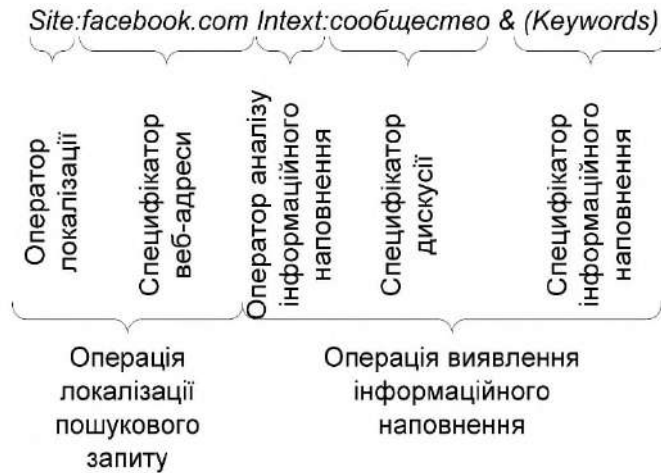 Site:facebook.com Intext:сообщество & (Keywords)
Оператор
локалізації
Специфікатор
веб-адреси
Оператор аналізу
інформаційного
наповнення
Специфікатор
дискусії
Специфікатор
інформаційного
наповнення
Операція
локалізації
пошукового
запиту
Операція виявлення
інформаційного
наповнення